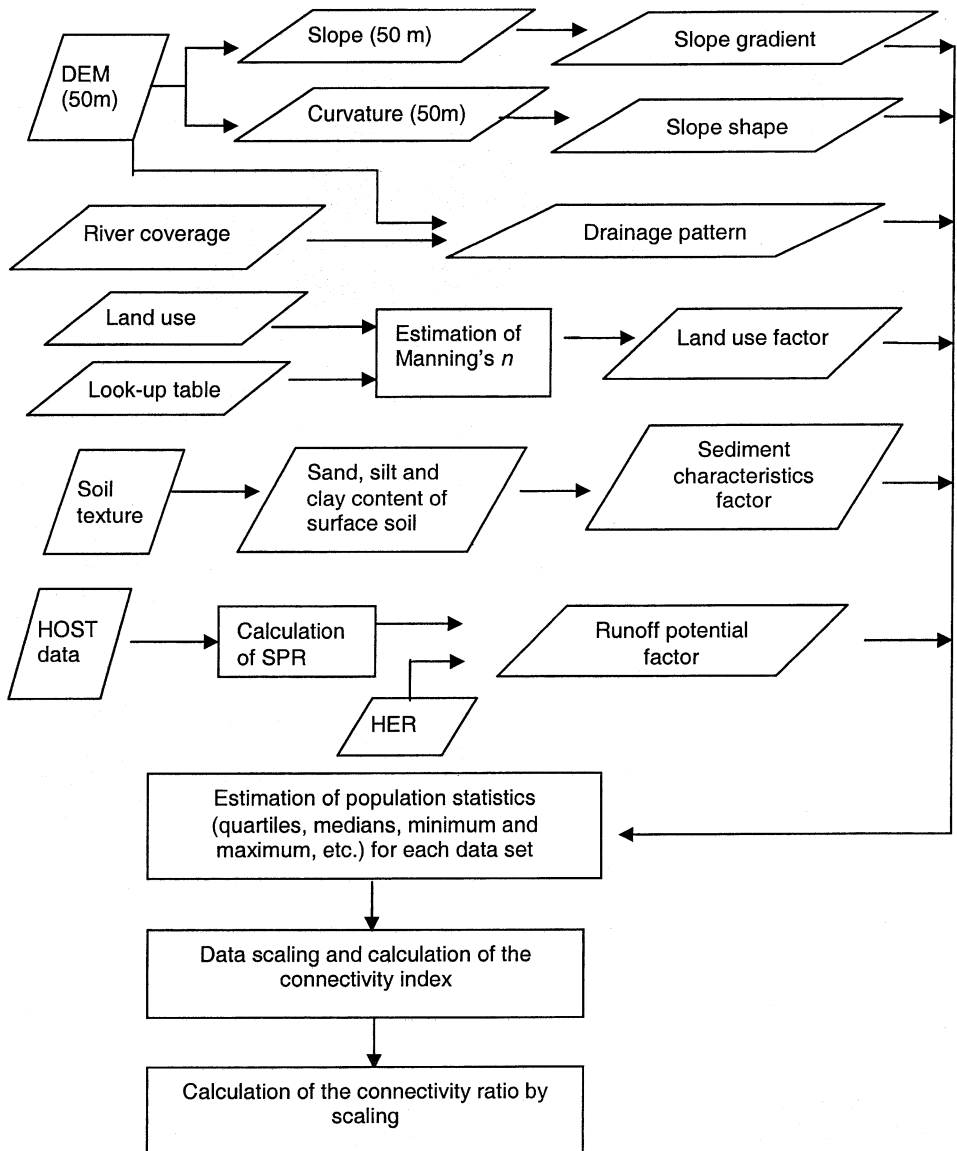 DEM
(50m)
Slope (50 m)
Slope gradient
Curvature (50m)
Slope shape
River coverage
Drainage pattern
Land use
Look-up table
Estimation of
Manning's n
Land use factor
Soil
texture
Sand, silt and
clay content of
surface soil
Sediment
characteristics
factor
HOST
data
Calculation
of SPR
HER
Runoff potential
factor
Estimation of population statistics
(quartiles, medians, minimum and
maximum, etc.) for each data set
Data scaling and calculation of the
connectivity index
Calculation of the connectivity ratio by
scaling